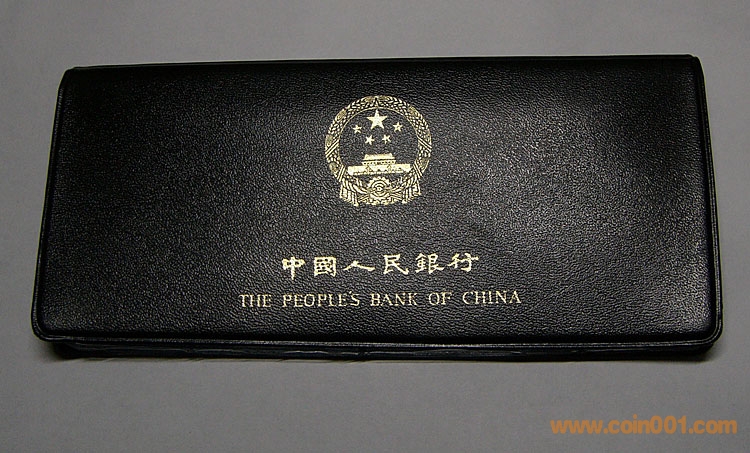 中國人民銀行
THE PEOPLE'S BANK OF CHINA
www.coin001.com